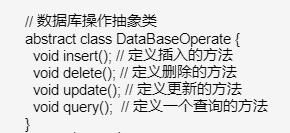 // 数据库操作抽象类
abstract class DataBaseOperate {
  void insert(); // 定义插入的方法
  void delete(); // 定义删除的方法
  void update(); // 定义更新的方法
  void query();  // 定义一个查询的方法
}